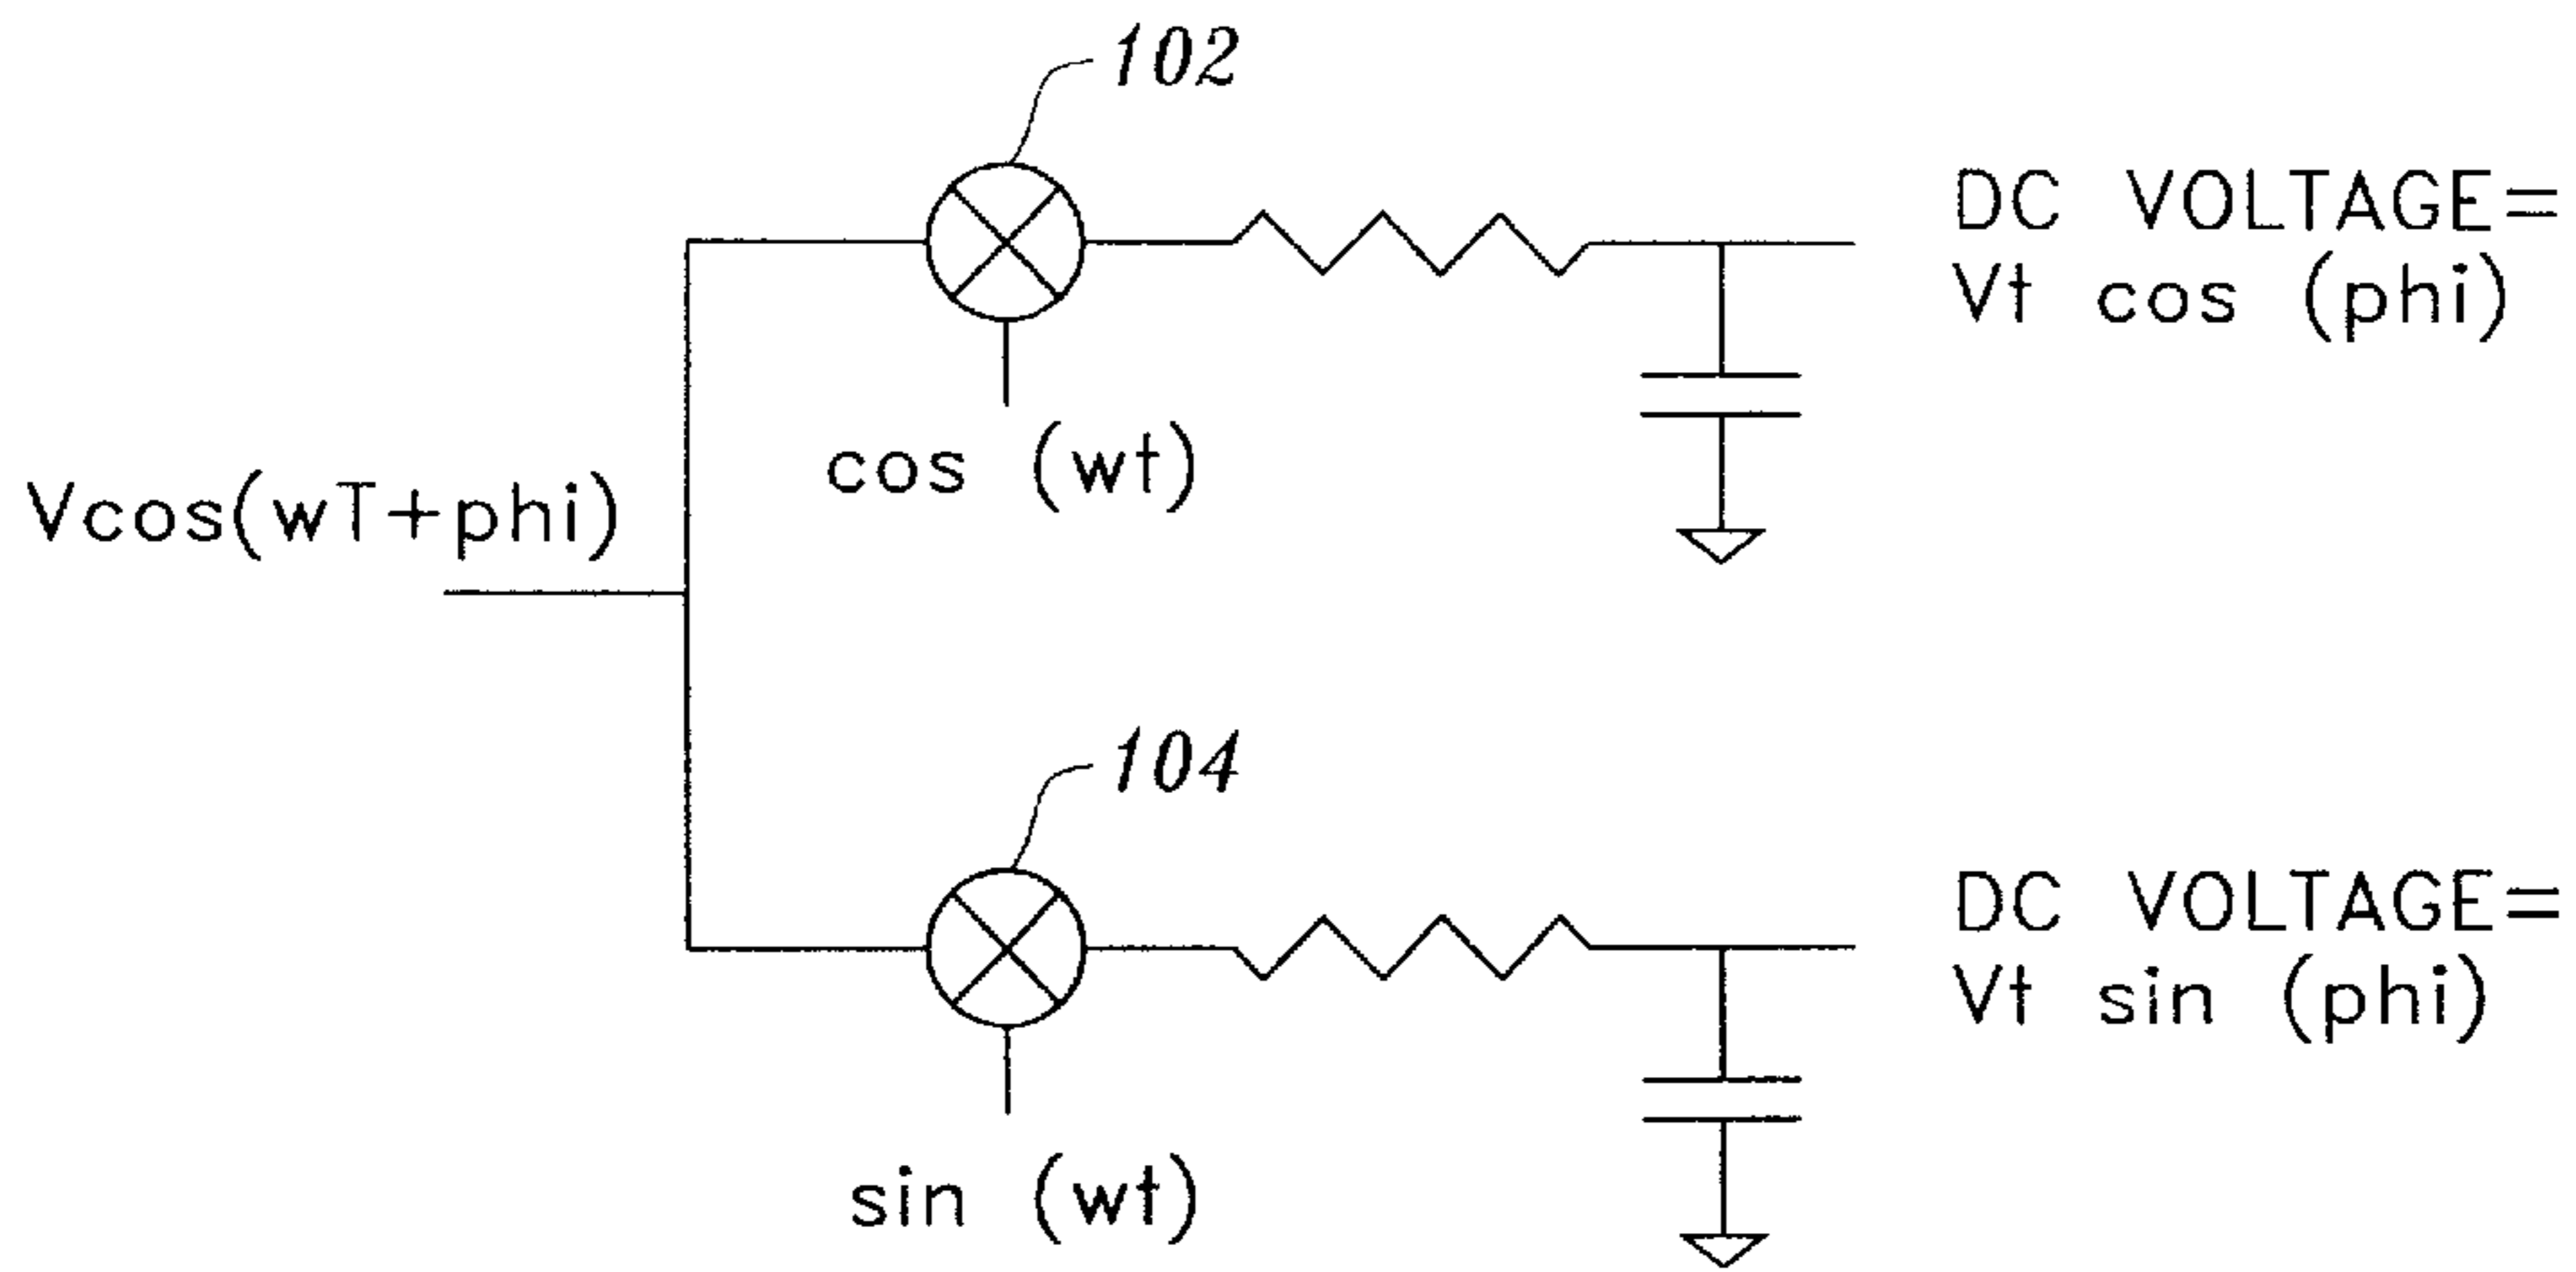 102
DC VOLTAGE=
Vt cos (phi)
cos (wt)
Vcos(wT+phi)
104
DC VOLTAGE=
Vt sin (phi)
sin (wt)